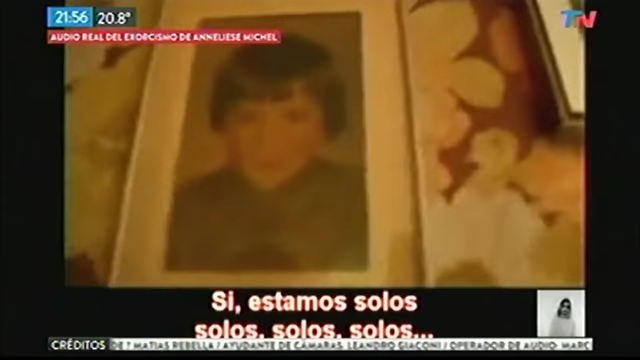 21:56 20.8°
TN
AUDIO REAL DEL EXORCISMO DE ANNELIESE MICHEL
Si, estamos solos
solos, solos, solos...
CRÉDITOS
DE ? MATIAS REBELLA / AYUDANTE DE CÁMARAS, LEANDRO GIACONI / OPERADOR DE AUDIO: MARC